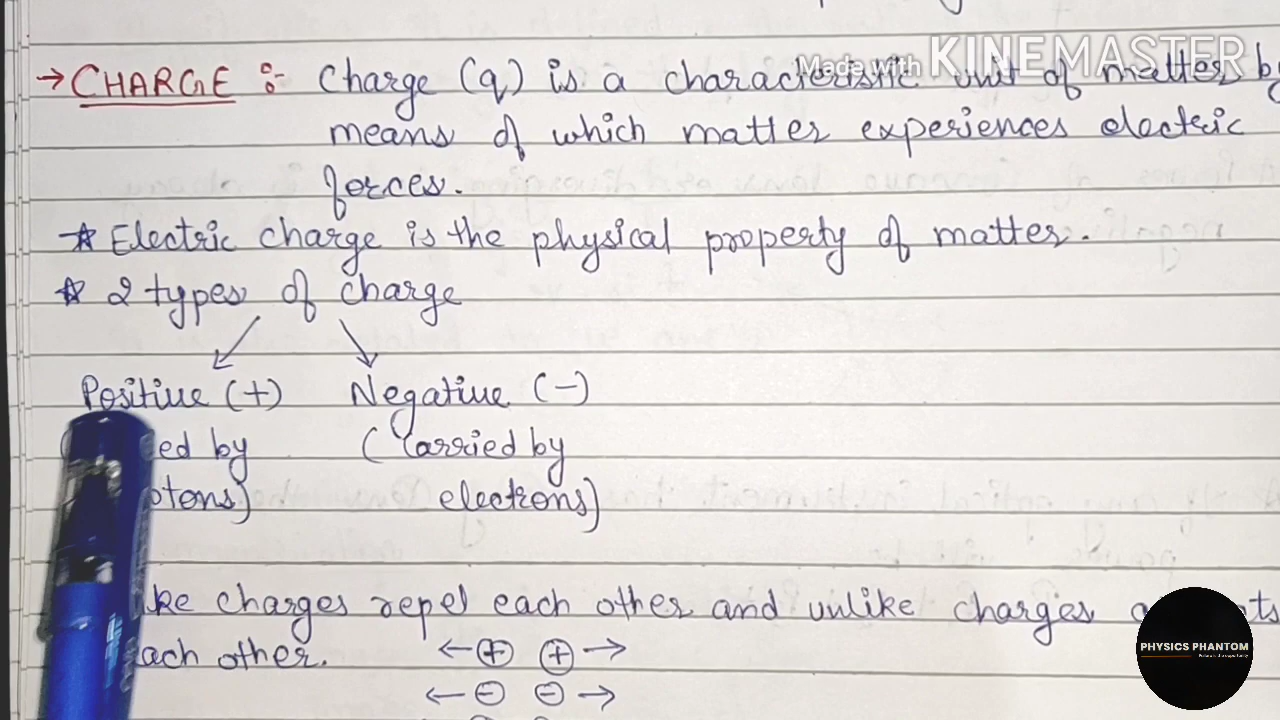 Made with KINEMASTER
→ CHARGE :- Charge (q) is a characteristic unit of matter by
means of which matter experiences electric
forces.
☆ Electric charge is the physical property of matter.
☆ 2 types of charge
Positive (+) Negative (-)
ed by (Carried by
otons) electrons)
ke charges repel each other and unlike charges
ach other. ← ⊕ ⊕ →
← ⊖ ⊖ →
PHYSICS PHANTOM